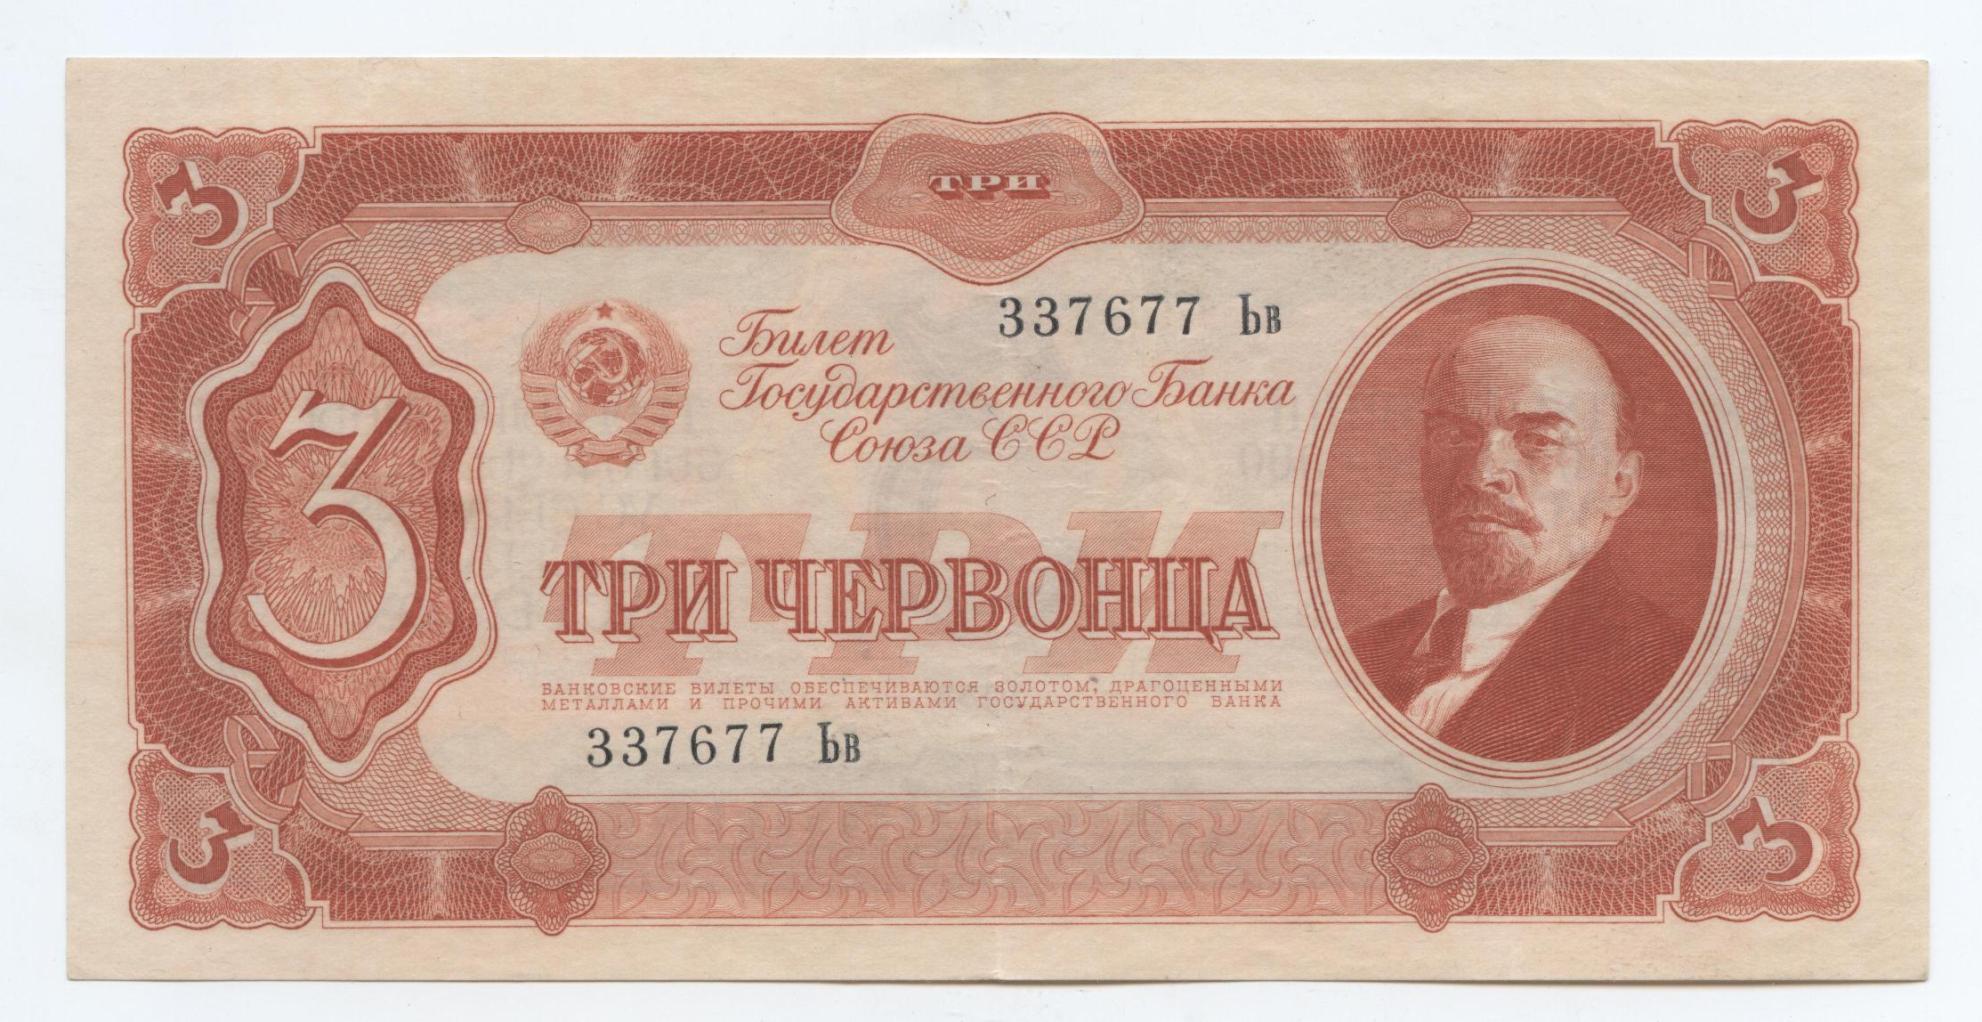 3
ТРИ
3
337677 Ьв
Билет
Государственного Банка
Союза ССР
3
ТРИ
ТРИ ЧЕРВОНЦА
БАНКОВСКИЕ БИЛЕТЫ ОБЕСПЕЧИВАЮТСЯ ЗОЛОТОМ, ДРАГОЦЕННЫМИ
МЕТАЛЛАМИ И ПРОЧИМИ АКТИВАМИ ГОСУДАРСТВЕННОГО БАНКА
337677 Ьв
3
3